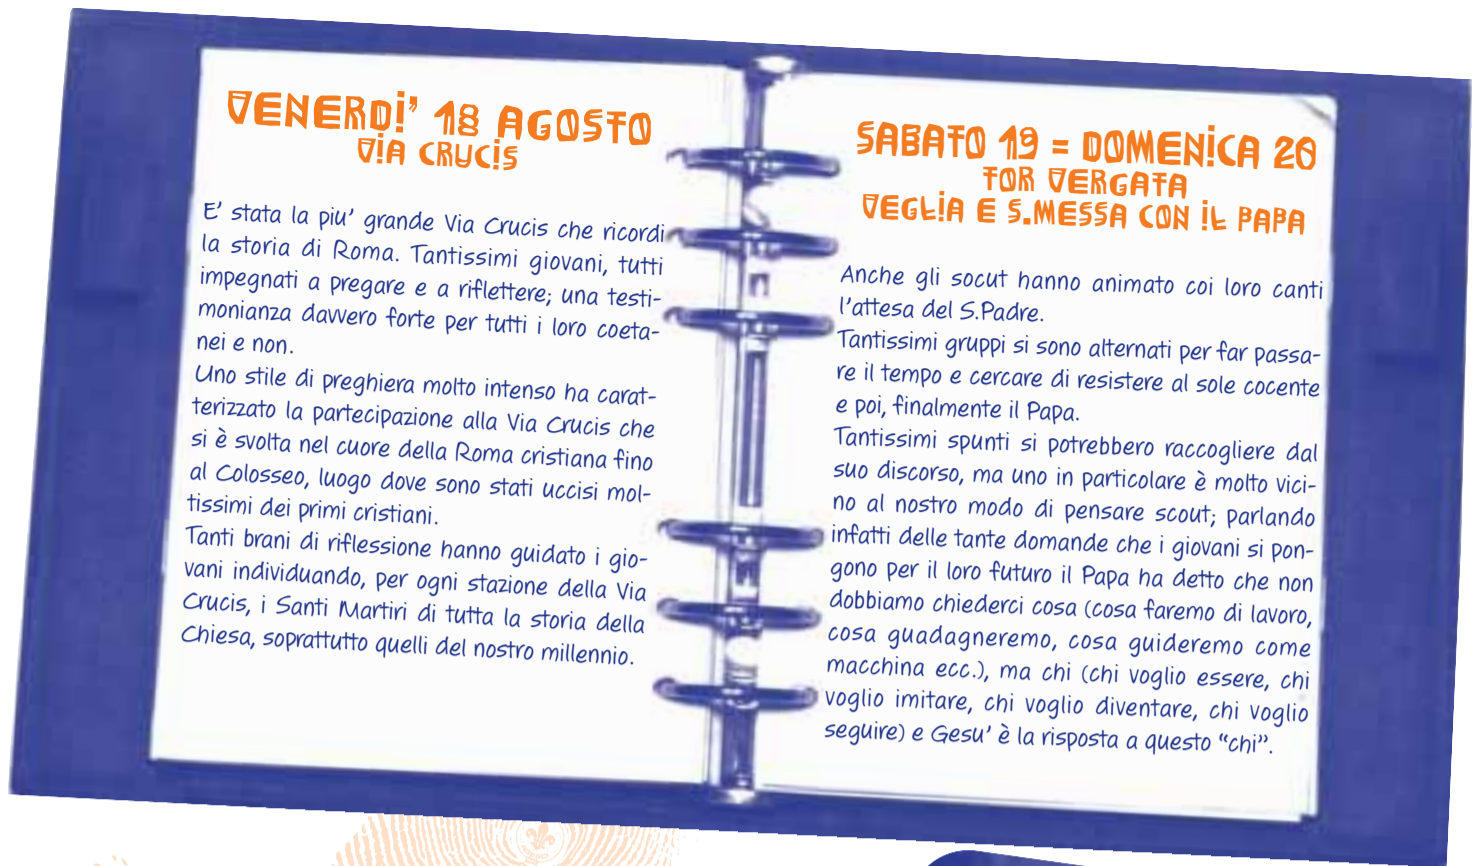 VENERDI' 18 AGOSTO
VIA CRUCIS
E' stata la piu' grande Via Crucis che ricordi
la storia di Roma. Tantissimi giovani, tutti
impegnati a pregare e a riflettere; una testi-
monianza davvero forte per tutti i loro coeta-
nei e non.
Uno stile di preghiera molto intenso ha carat-
terizzato la partecipazione alla Via Crucis che
si è svolta nel cuore della Roma cristiana fino
al Colosseo, luogo dove sono stati uccisi mol-
tissimi dei primi cristiani.
Tanti brani di riflessione hanno guidato i gio-
vani individuando, per ogni stazione della Via
Crucis, i Santi Martiri di tutta la storia della
Chiesa, soprattutto quelli del nostro millennio.
SABATO 19 = DOMENICA 20
TOR VERGATA
VEGLIA E S.MESSA CON IL PAPA
Anche gli socut hanno animato coi loro canti
l'attesa del S.Padre.
Tantissimi gruppi si sono alternati per far passa-
re il tempo e cercare di resistere al sole cocente
e poi, finalmente il Papa.
Tantissimi spunti si potrebbero raccogliere dal
suo discorso, ma uno in particolare è molto vici-
no al nostro modo di pensare scout; parlando
infatti delle tante domande che i giovani si pon-
gono per il loro futuro il Papa ha detto che non
dobbiamo chiederci cosa (cosa faremo di lavoro,
cosa guadagneremo, cosa guideremo come
macchina ecc.), ma chi (chi voglio essere, chi
voglio imitare, chi voglio diventare, chi voglio
seguire) e Gesu' è la risposta a questo "chi".